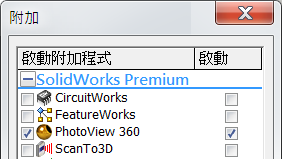 附加
啟動附加程式 啟動
SolidWorks Premium
CircuitWorks
FeatureWorks
PhotoView 360
ScanTo3D